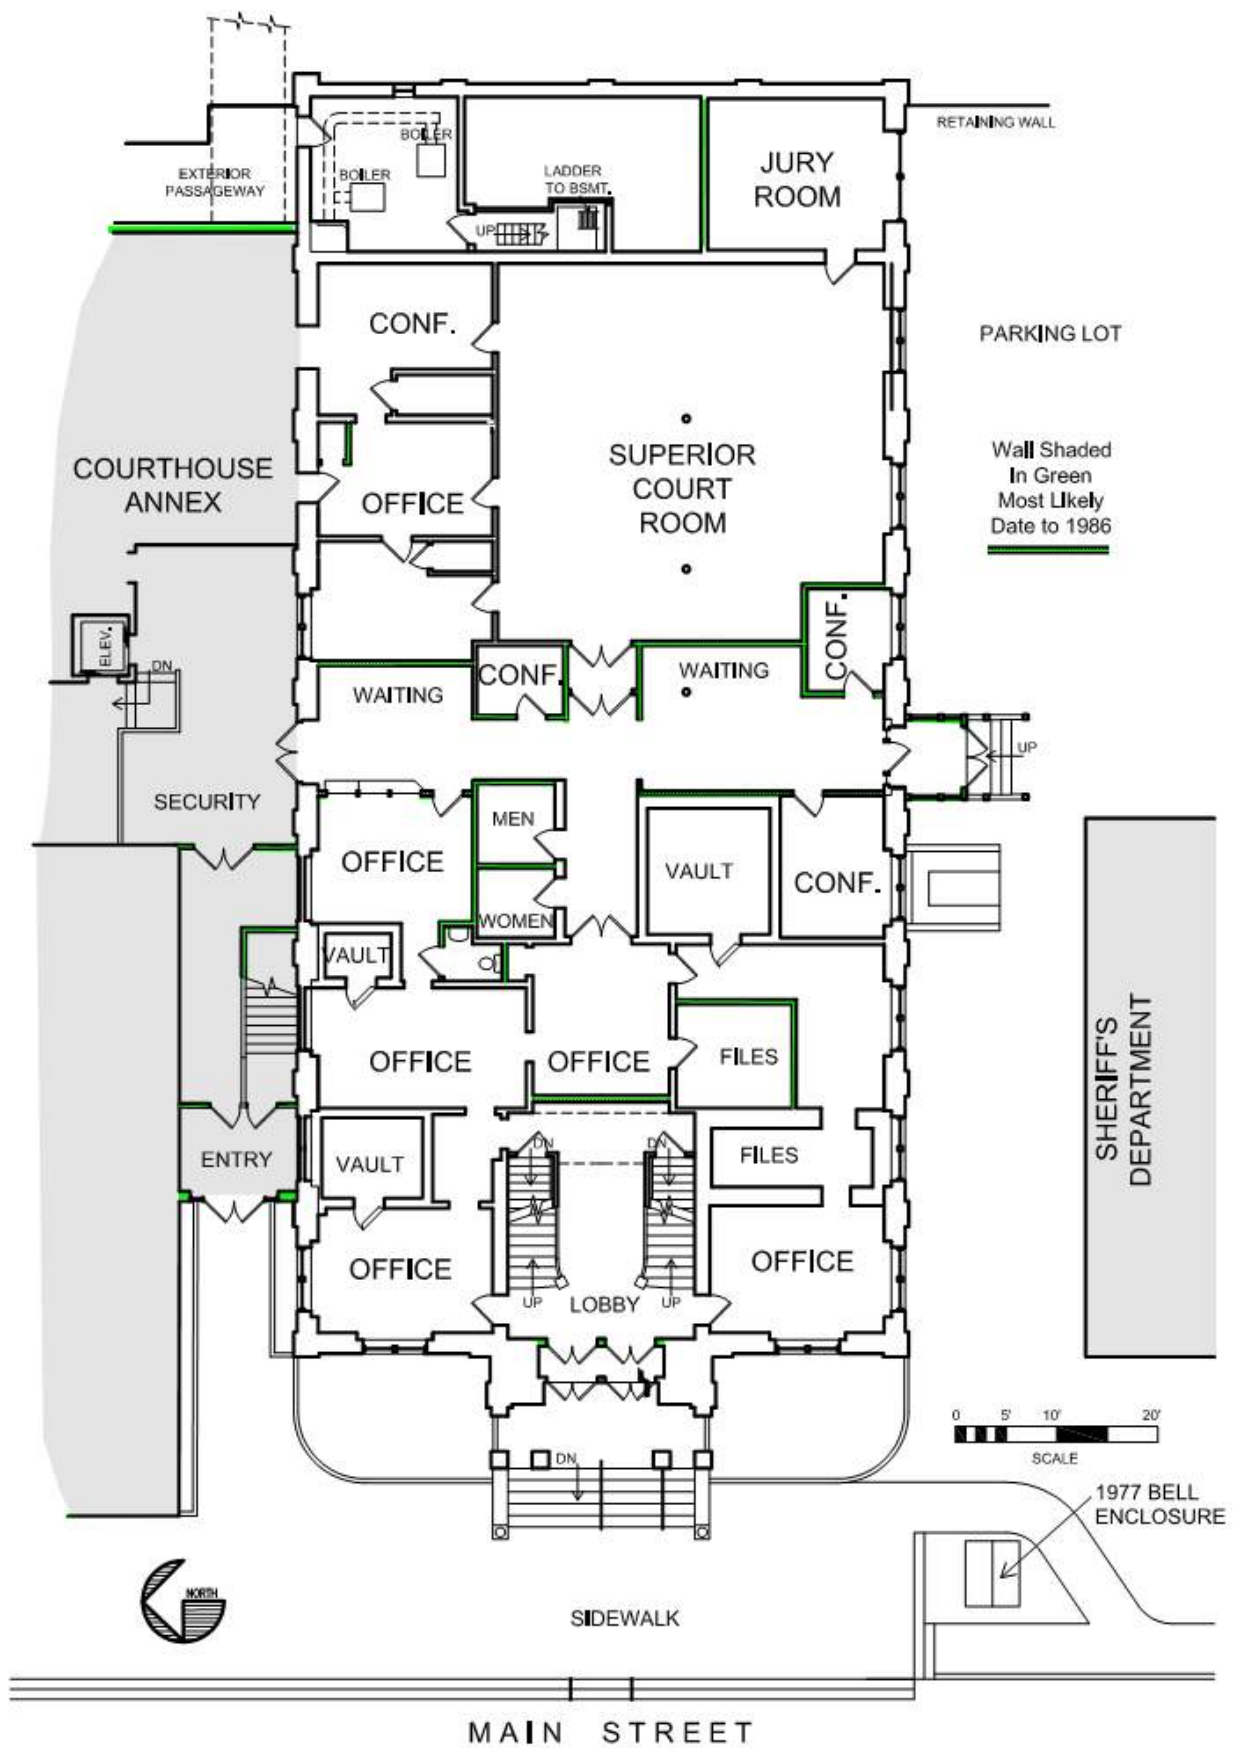 RETAINING WALL
BOILER
BOILER
EXTERIOR
PASSAGEWAY
LADDER
TO BSMT.
UP
JURY
ROOM
CONF.
PARKING LOT
COURTHOUSE
ANNEX
OFFICE
SUPERIOR
COURT
ROOM
Wall Shaded
In Green
Most Likely
Date to 1986
ELEV.
DN
CONF.
WAITING
CONF.
WAITING
UP
SECURITY
MEN
OFFICE
VAULT
CONF.
WOMEN
VAULT
OFFICE
OFFICE
FILES
SHERIFF'S
DEPARTMENT
ENTRY
VAULT
DN
DN
FILES
OFFICE
OFFICE
UP
LOBBY
UP
0 5' 10' 20'
SCALE
DN
1977 BELL
ENCLOSURE
NORTH
SIDEWALK
MAIN STREET